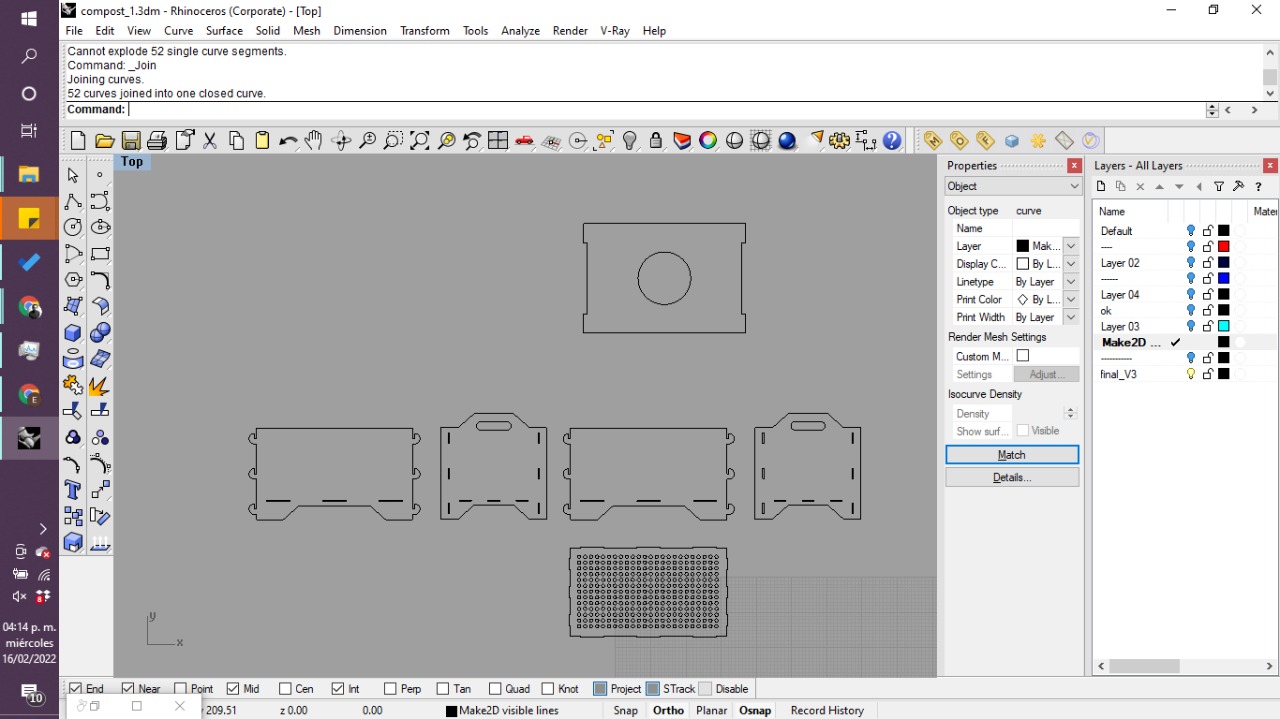 compost_1.3dm - Rhinoceros (Corporate) - [Top]
File Edit View Curve Surface Solid Mesh Dimension Transform Tools Analyze Render V-Ray Help
Cannot explode 52 single curve segments.
Command: _Join
Joining curves.
52 curves joined into one closed curve.
Command:
Top
y
x
Properties
Object
Object type curve
Name
Layer Mak...
Display C... By L...
Linetype By Layer
Print Color By L...
Print Width By Layer
Render Mesh Settings
Custom M...
Settings Adjust...
Isocurve Density
Density
Show surf... Visible
Match
Details...
Layers - All Layers
Name Mater
Default
----
Layer 02
------
Layer 04
ok
Layer 03
Make2D ...
-----------
final_V3
04:14 p. m.
miércoles
16/02/2022
10
8
End Near Point Mid Cen Int Perp Tan Quad Knot Project STrack Disable
209.51 z 0.00 0.00 Make2D visible lines Snap Ortho Planar Osnap Record History